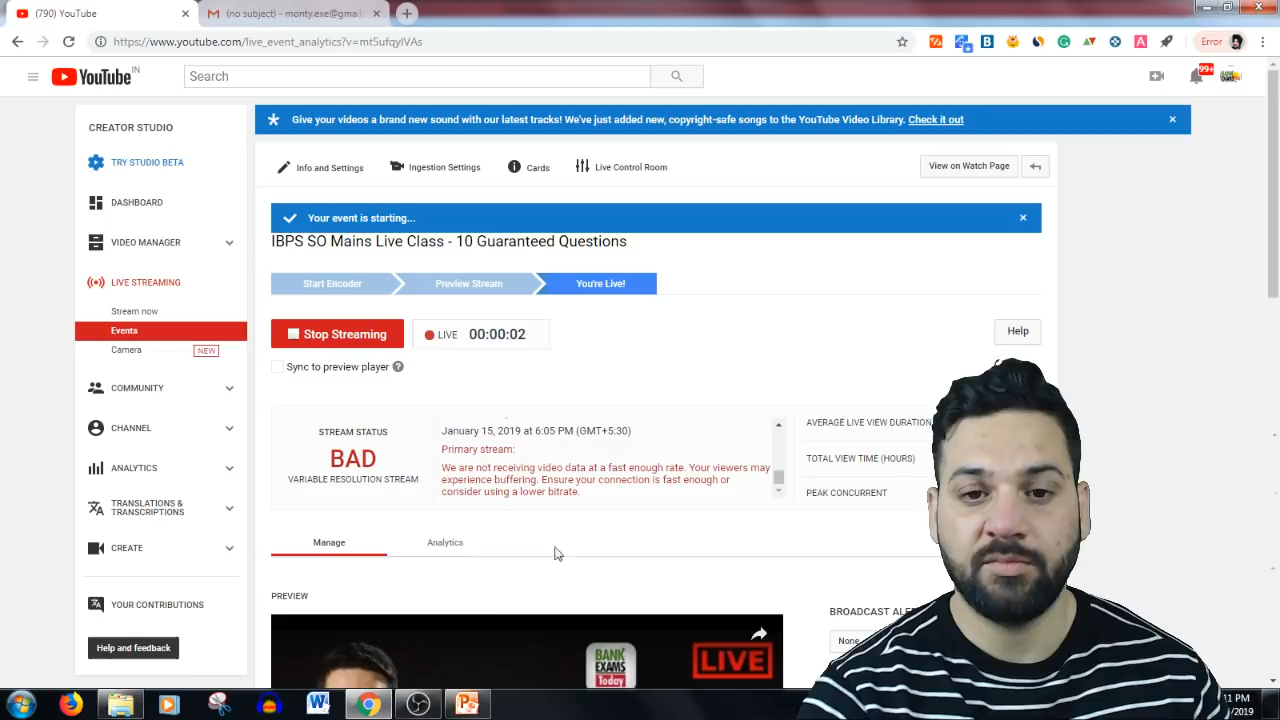 (790) YouTube
(no subject) - monty.exe@gmail.
https://www.youtube.com/live_event_analytics?v=mtSufqylVAs
Error
YouTube IN
Search
99+
CREATOR STUDIO
Give your videos a brand new sound with our latest tracks! We've just added new, copyright-safe songs to the YouTube Video Library. Check it out
TRY STUDIO BETA
Info and Settings
Ingestion Settings
Cards
Live Control Room
View on Watch Page
DASHBOARD
Your event is starting...
VIDEO MANAGER
IBPS SO Mains Live Class - 10 Guaranteed Questions
LIVE STREAMING
Start Encoder
Preview Stream
You're Live!
Stream now
Events
Stop Streaming
LIVE 00:00:02
Help
Camera
NEW
Sync to preview player
COMMUNITY
CHANNEL
STREAM STATUS
BAD
VARIABLE RESOLUTION STREAM
January 15, 2019 at 6:05 PM (GMT+5:30)
Primary stream:
We are not receiving video data at a fast enough rate. Your viewers may
experience buffering. Ensure your connection is fast enough or
consider using a lower bitrate.
AVERAGE LIVE VIEW DURATION
TOTAL VIEW TIME (HOURS)
PEAK CONCURRENT
ANALYTICS
TRANSLATIONS &
TRANSCRIPTIONS
CREATE
Manage
Analytics
YOUR CONTRIBUTIONS
PREVIEW
BROADCAST
None
Help and feedback
BANK
EXAMS
Today
LIVE